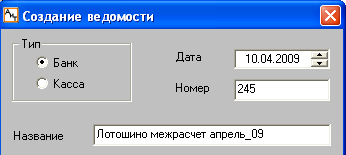 Создание ведомости
Тип
Банк
Касса
Дата 10.04.2009
Номер 245
Название Лотошино межрасчет апрель_09